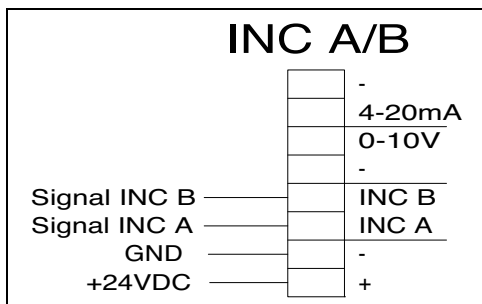 INC A/B
-
4-20mA
0-10V
-
Signal INC B INC B
Signal INC A INC A
GND -
+24VDC +